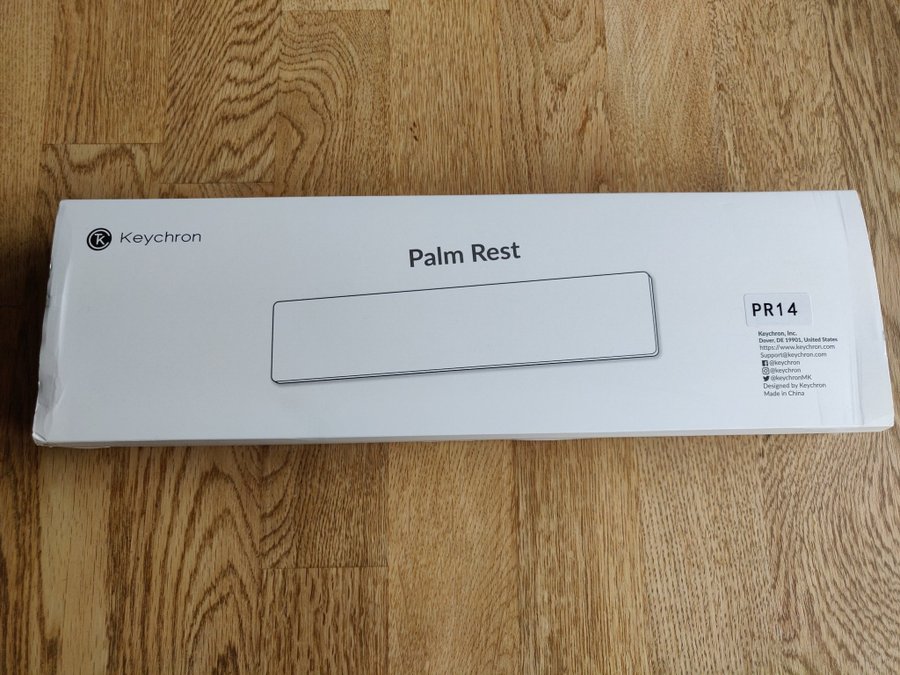 Keychron
Palm Rest
PR14
Keychron, Inc.
Dover, DE 19901, United States
https://www.keychron.com
Support@keychron.com
@keychron
@keychron
@keychronMK
Designed by Keychron
Made in China